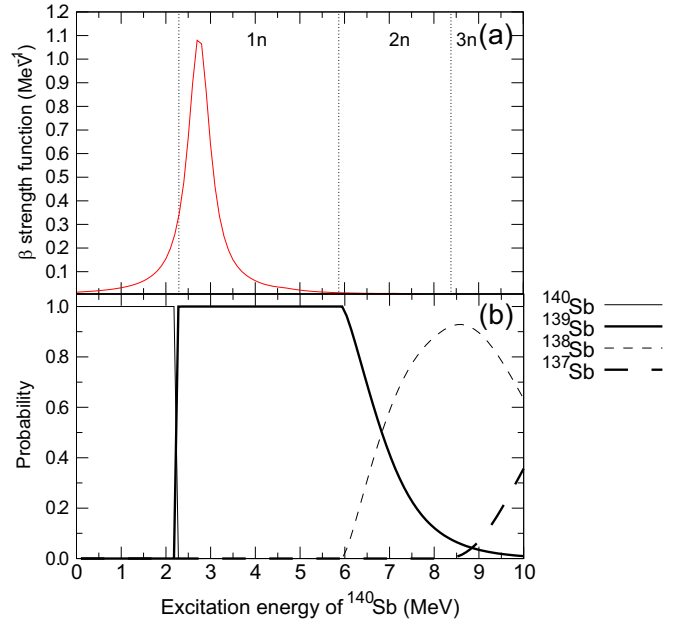 (a)
1n
2n
3n
β strength function (MeV⁻¹)
1.2
1.1
1.0
0.9
0.8
0.7
0.6
0.5
0.4
0.3
0.2
0.1
(b)
Probability
1.0
0.8
0.6
0.4
0.2
0.0
0 1 2 3 4 5 6 7 8 9 10
Excitation energy of ¹⁴⁰Sb (MeV)
¹⁴⁰Sb
¹³⁹Sb
¹³⁸Sb
¹³⁷Sb